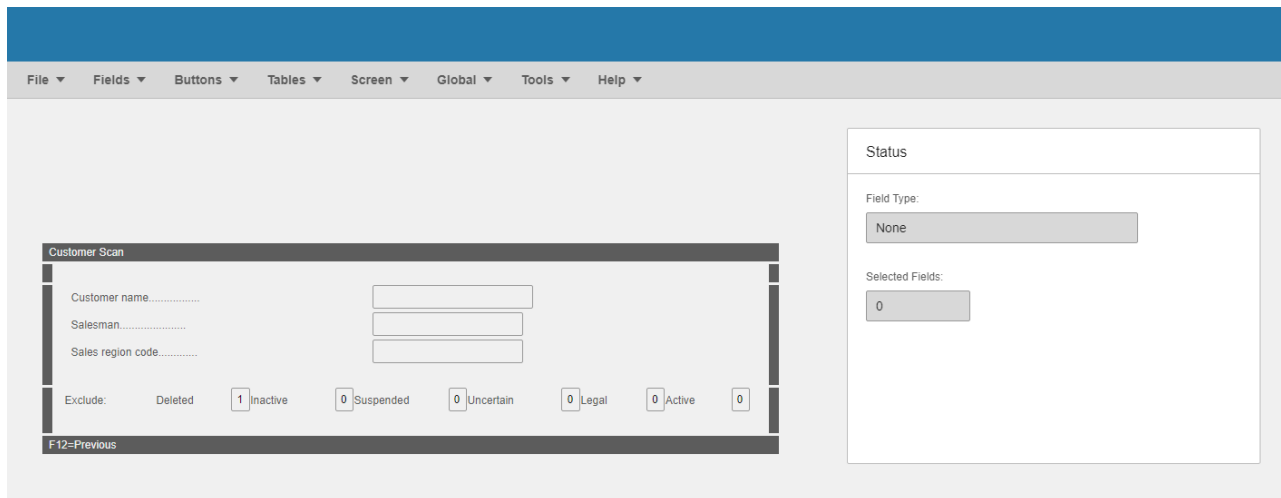 File Fields Buttons Tables Screen Global Tools Help
Status
Field Type:
None
Selected Fields:
0
Customer Scan
Customer name.................
Salesman......................
Sales region code.............
Exclude: Deleted 1 Inactive 0 Suspended 0 Uncertain 0 Legal 0 Active 0
F12=Previous